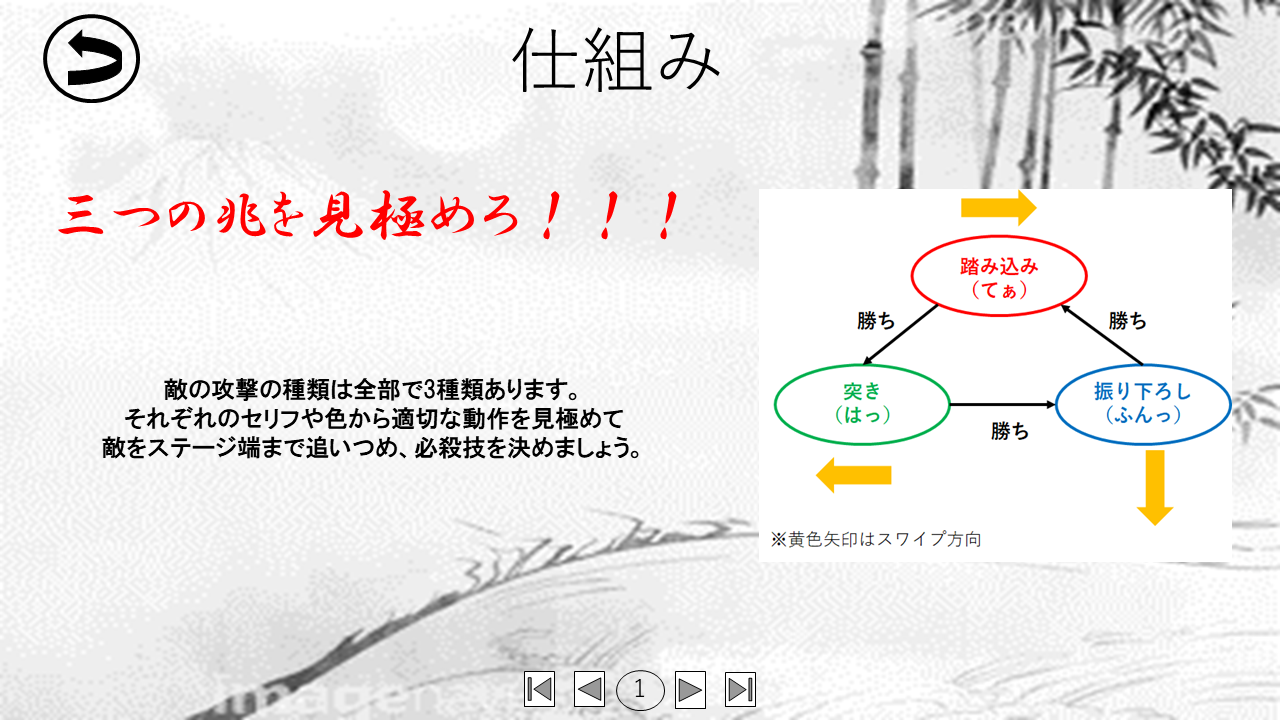 仕組み
三つの兆を見極めろ！！！
敵の攻撃の種類は全部で3種類あります。
それぞれのセリフや色から適切な動作を見極めて
敵をステージ端まで追いつめ、必殺技を決めましょう。
踏み込み
（てぁ）
勝ち
勝ち
突き
（はっ）
振り下ろし
（ふんっ）
勝ち
※黄色矢印はスワイプ方向
1